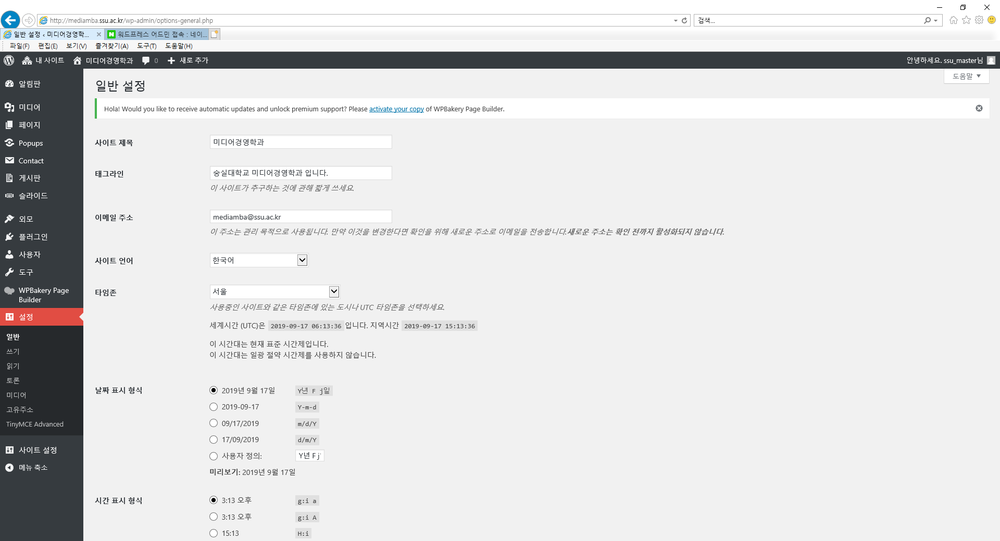 http://mediamba.ssu.ac.kr/wp-admin/options-general.php
검색...
일반 설정 ‹ 미디어경영학...
워드프레스 어드민 접속 : 네이...
파일(F) 편집(E) 보기(V) 즐겨찾기(A) 도구(T) 도움말(H)
내 사이트 미디어경영학과 0 새로 추가
안녕하세요. ssu_master님
도움말
알림판
미디어
페이지
Popups
Contact
게시판
슬라이드
외모
플러그인
사용자
도구
WPBakery Page
Builder
설정
일반
쓰기
읽기
토론
미디어
고유주소
TinyMCE Advanced
사이트 설정
메뉴 축소
일반 설정
Hola! Would you like to receive automatic updates and unlock premium support? Please activate your copy of WPBakery Page Builder.
사이트 제목
미디어경영학과
태그라인
숭실대학교 미디어경영학과 입니다.
이 사이트가 추구하는 것에 관해 짧게 쓰세요.
이메일 주소
mediamba@ssu.ac.kr
이 주소는 관리 목적으로 사용됩니다. 만약 이것을 변경한다면 확인을 위해 새로운 주소로 이메일을 전송합니다.새로운 주소는 확인 전까지 활성화되지 않습니다.
사이트 언어
한국어
타임존
서울
사용중인 사이트와 같은 타임존에 있는 도시나 UTC 타임존을 선택하세요.
세계시간 (UTC)은 2019-09-17 06:13:36 입니다. 지역시간 2019-09-17 15:13:36
이 시간대는 현재 표준 시간제입니다.
이 시간대는 일광 절약 시간제를 사용하지 않습니다.
날짜 표시 형식
2019년 9월 17일 Y년 F j일
2019-09-17 Y-m-d
09/17/2019 m/d/Y
17/09/2019 d/m/Y
사용자 정의: Y년 F j
미리보기: 2019년 9월 17일
시간 표시 형식
3:13 오후 g:i a
3:13 오후 g:i A
15:13 H:i